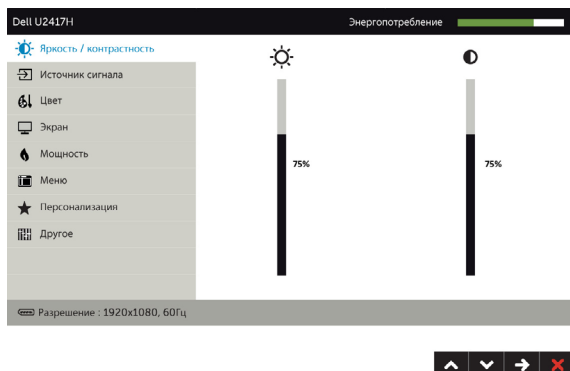 Dell U2417H
Энергопотребление
Яркость / контрастность
Источник сигнала
Цвет
Экран
Мощность
Меню
Персонализация
Другое
75%
75%
Разрешение : 1920x1080, 60Гц